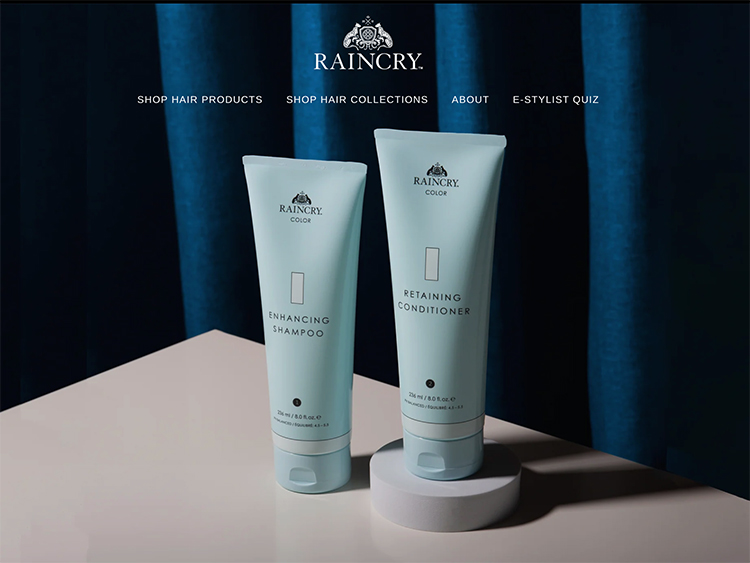 RAINCRY™
SHOP HAIR PRODUCTS
SHOP HAIR COLLECTIONS
ABOUT
E-STYLIST QUIZ
RAINCRY.
COLOR
ENHANCING
SHAMPOO
1
236 ml / 8.0 fl.oz. ℮
RAINCRY.
COLOR
RETAINING
CONDITIONER
2
236 ml / 8.0 fl.oz. ℮